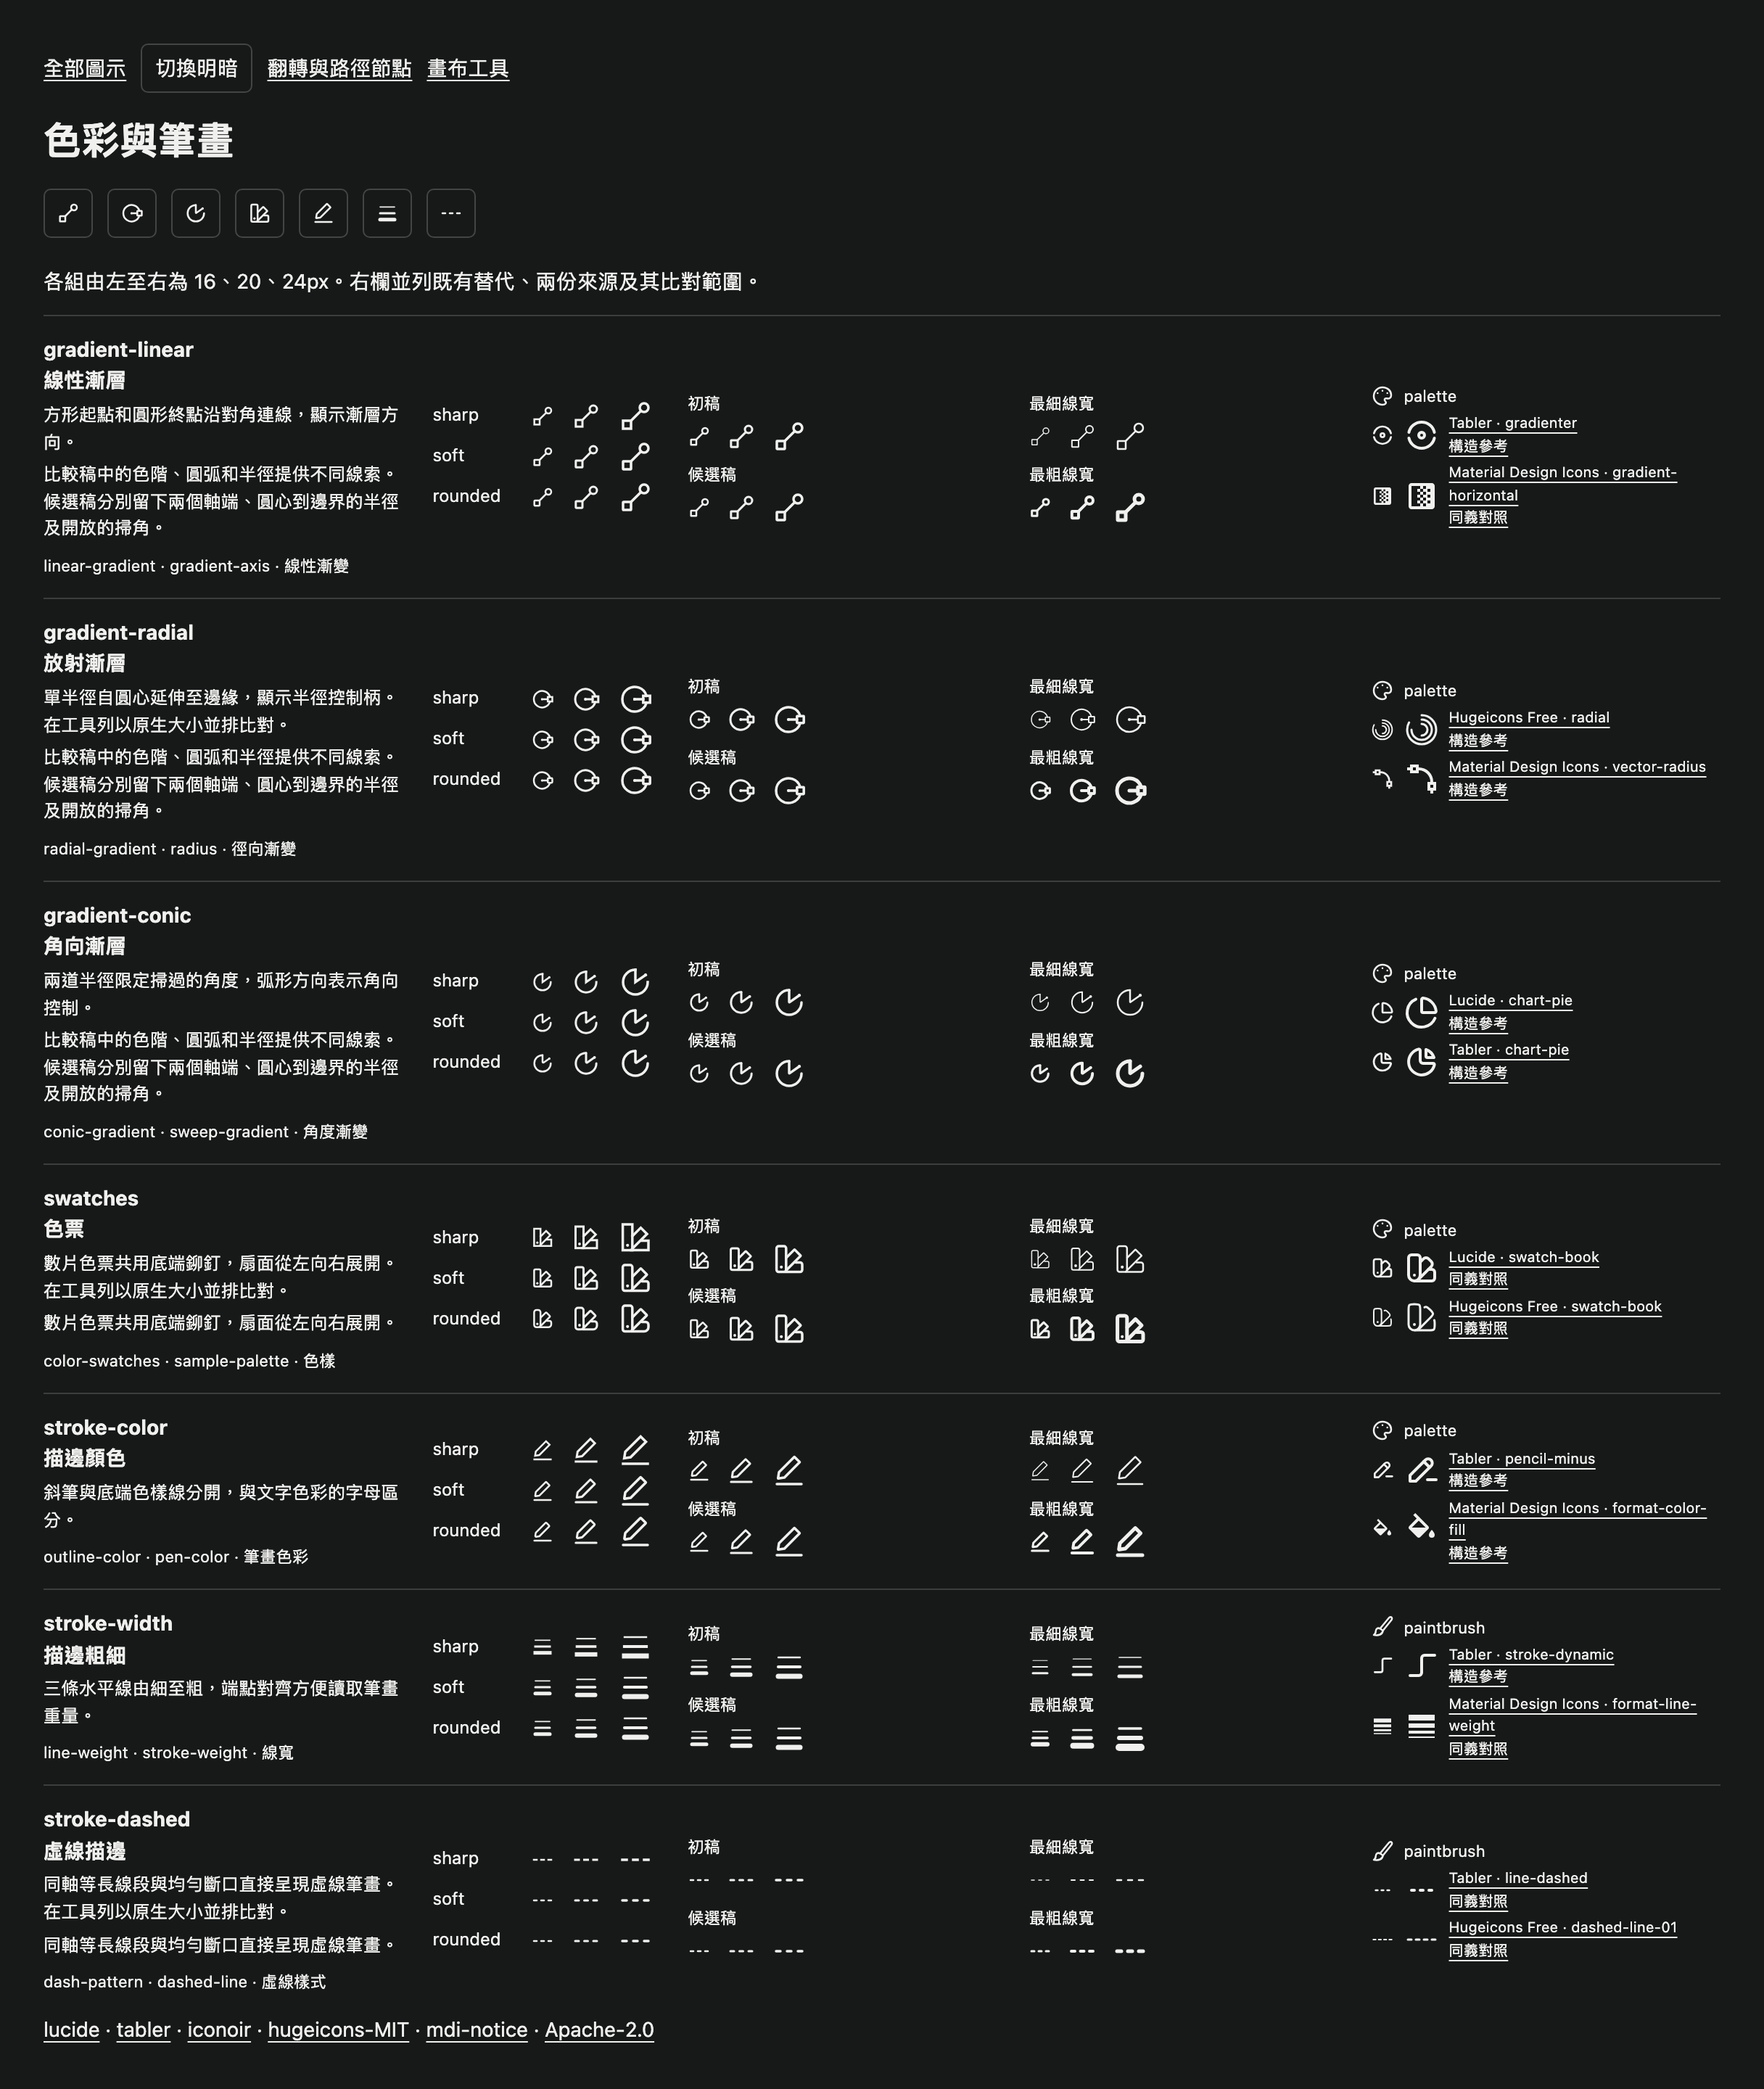 全部圖示 切換明暗 翻轉與路徑節點 畫布工具
色彩與筆畫
各組由左至右為 16、20、24px。右欄並列既有替代、兩份來源及其比對範圍。
gradient-linear
線性漸層
方形起點和圓形終點沿對角連線，顯示漸層方
向。
比較稿中的色階、圓弧和半徑提供不同線索。
候選稿分別留下兩個軸端、圓心到邊界的半徑
及開放的掃角。
linear-gradient · gradient-axis · 線性漸變
sharp
soft
rounded
初稿
候選稿
最細線寬
最粗線寬
palette
Tabler · gradienter
構造參考
Material Design Icons · gradient-
horizontal
同義對照
gradient-radial
放射漸層
單半徑自圓心延伸至邊緣，顯示半徑控制柄。
在工具列以原生大小並排比對。
比較稿中的色階、圓弧和半徑提供不同線索。
候選稿分別留下兩個軸端、圓心到邊界的半徑
及開放的掃角。
radial-gradient · radius · 徑向漸變
sharp
soft
rounded
初稿
候選稿
最細線寬
最粗線寬
palette
Hugeicons Free · radial
構造參考
Material Design Icons · vector-radius
構造參考
gradient-conic
角向漸層
兩道半徑限定掃過的角度，弧形方向表示角向
控制。
比較稿中的色階、圓弧和半徑提供不同線索。
候選稿分別留下兩個軸端、圓心到邊界的半徑
及開放的掃角。
conic-gradient · sweep-gradient · 角度漸變
sharp
soft
rounded
初稿
候選稿
最細線寬
最粗線寬
palette
Lucide · chart-pie
構造參考
Tabler · chart-pie
構造參考
swatches
色票
數片色票共用底端鉚釘，扇面從左向右展開。
在工具列以原生大小並排比對。
數片色票共用底端鉚釘，扇面從左向右展開。
color-swatches · sample-palette · 色樣
sharp
soft
rounded
初稿
候選稿
最細線寬
最粗線寬
palette
Lucide · swatch-book
同義對照
Hugeicons Free · swatch-book
同義對照
stroke-color
描邊顏色
斜筆與底端色樣線分開，與文字色彩的字母區
分。
outline-color · pen-color · 筆畫色彩
sharp
soft
rounded
初稿
候選稿
最細線寬
最粗線寬
palette
Tabler · pencil-minus
構造參考
Material Design Icons · format-color-
fill
構造參考
stroke-width
描邊粗細
三條水平線由細至粗，端點對齊方便讀取筆畫
重量。
line-weight · stroke-weight · 線寬
sharp
soft
rounded
初稿
候選稿
最細線寬
最粗線寬
paintbrush
Tabler · stroke-dynamic
構造參考
Material Design Icons · format-line-
weight
同義對照
stroke-dashed
虛線描邊
同軸等長線段與均勻斷口直接呈現虛線筆畫。
在工具列以原生大小並排比對。
同軸等長線段與均勻斷口直接呈現虛線筆畫。
dash-pattern · dashed-line · 虛線樣式
sharp
soft
rounded
初稿
候選稿
最細線寬
最粗線寬
paintbrush
Tabler · line-dashed
同義對照
Hugeicons Free · dashed-line-01
同義對照
lucide · tabler · iconoir · hugeicons-MIT · mdi-notice · Apache-2.0